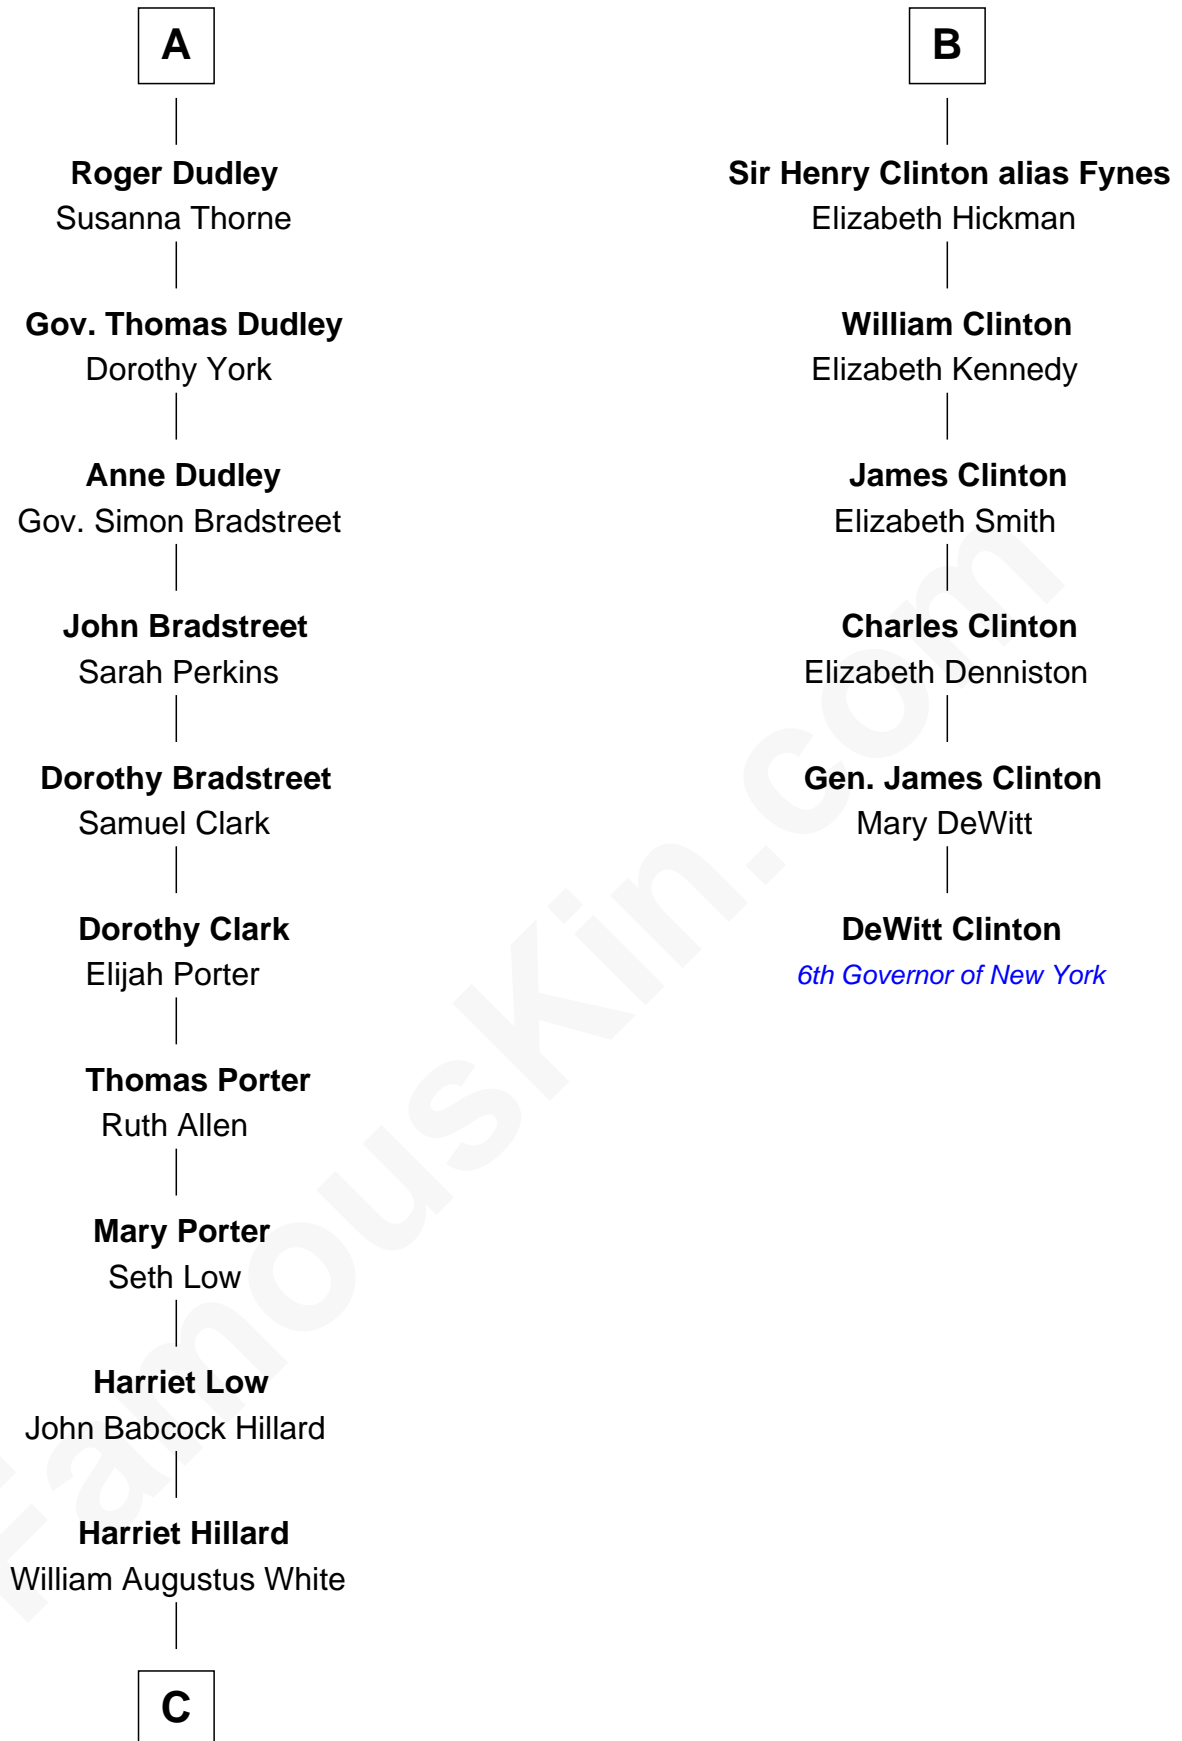 A
Roger Dudley
Susanna Thorne
Gov. Thomas Dudley
Dorothy York
Anne Dudley
Gov. Simon Bradstreet
John Bradstreet
Sarah Perkins
Dorothy Bradstreet
Samuel Clark
Dorothy Clark
Elijah Porter
Thomas Porter
Ruth Allen
Mary Porter
Seth Low
Harriet Low
John Babcock Hillard
Harriet Hillard
William Augustus White
C
B
Sir Henry Clinton alias Fynes
Elizabeth Hickman
William Clinton
Elizabeth Kennedy
James Clinton
Elizabeth Smith
Charles Clinton
Elizabeth Denniston
Gen. James Clinton
Mary DeWitt
DeWitt Clinton
6th Governor of New York
FamousKin.com